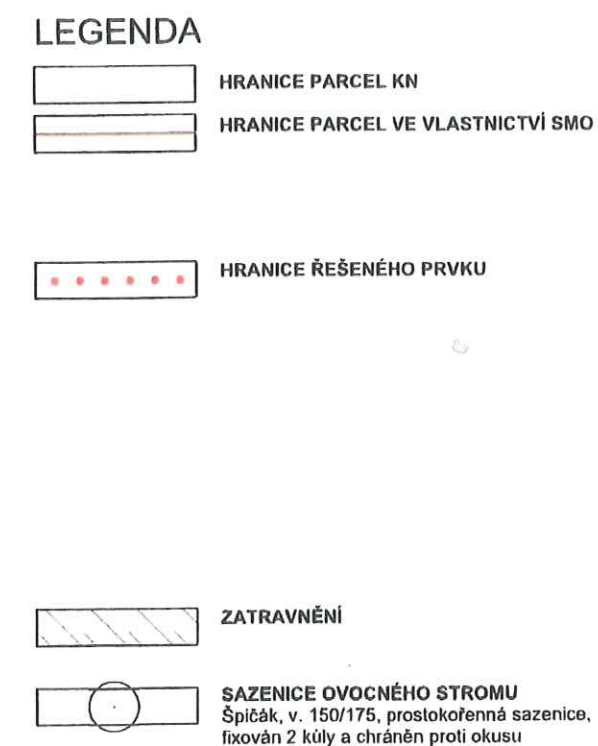 LEGENDA
HRANICE PARCEL KN
HRANICE PARCEL VE VLASTNICTVÍ SMO
HRANICE ŘEŠENÉHO PRVKU
ZATRAVNĚNÍ
SAZENICE OVOCNÉHO STROMU
Špičák, v. 150/175, prostokořenná sazenice,
fixován 2 kůly a chráněn proti okusu